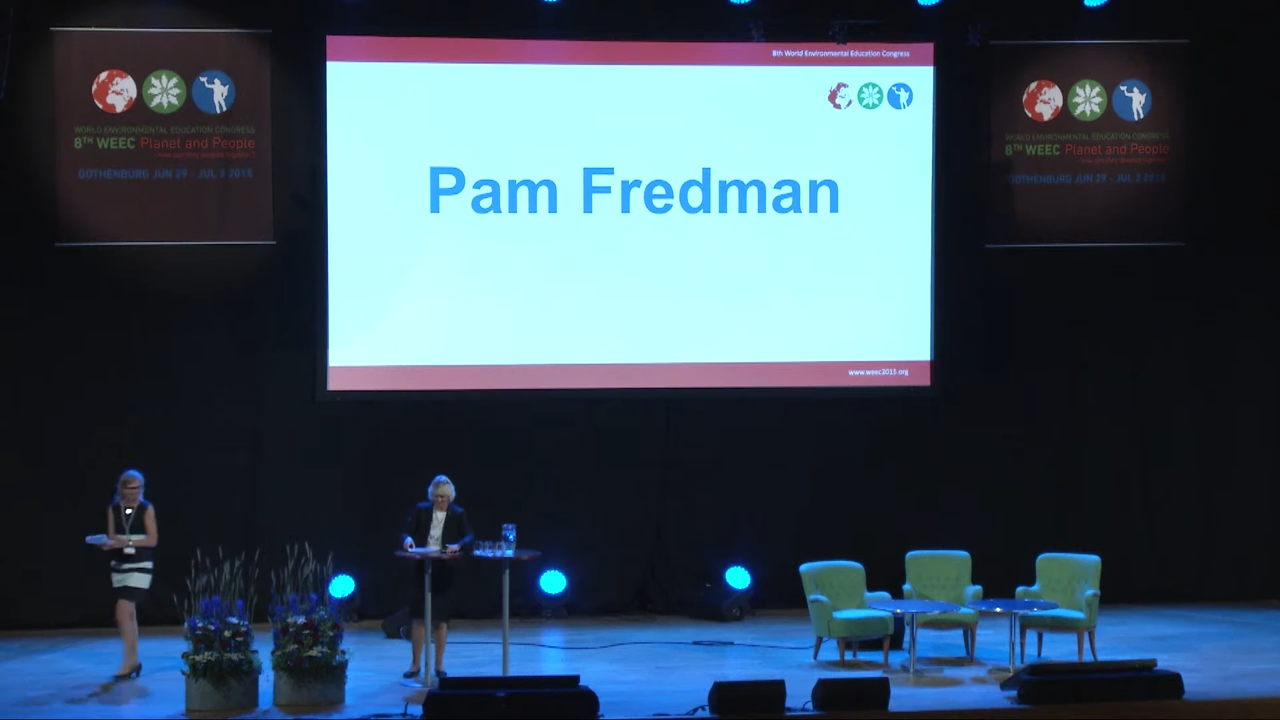 8th World Environmental Education Congress
Pam Fredman
www.weec2015.org
WORLD ENVIRONMENTAL EDUCATION CONGRESS
8TH WEEC Planet and People
GOTHENBURG JUN 29 - JUL 2 2015
WORLD ENVIRONMENTAL EDUCATION CONGRESS
8TH WEEC Planet and People
GOTHENBURG JUN 29 - JUL 2 2015